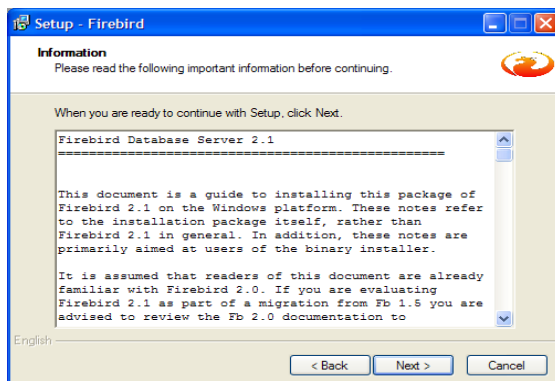 Setup - Firebird
Information
Please read the following important information before continuing.
When you are ready to continue with Setup, click Next.
Firebird Database Server 2.1
==================================================
This document is a guide to installing this package of
Firebird 2.1 on the Windows platform. These notes refer
to the installation package itself, rather than
Firebird 2.1 in general. In addition, these notes are
primarily aimed at users of the binary installer.
It is assumed that readers of this document are already
familiar with Firebird 2.0. If you are evaluating
Firebird 2.1 as part of a migration from Fb 1.5 you are
advised to review the Fb 2.0 documentation to
English
< Back Next > Cancel